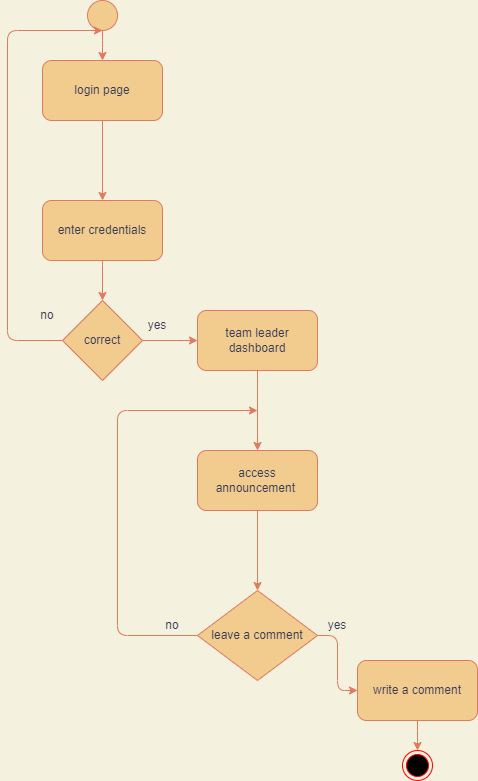 login page
enter credentials
no
yes
correct
team leader
dashboard
access
announcement
no
yes
leave a comment
write a comment